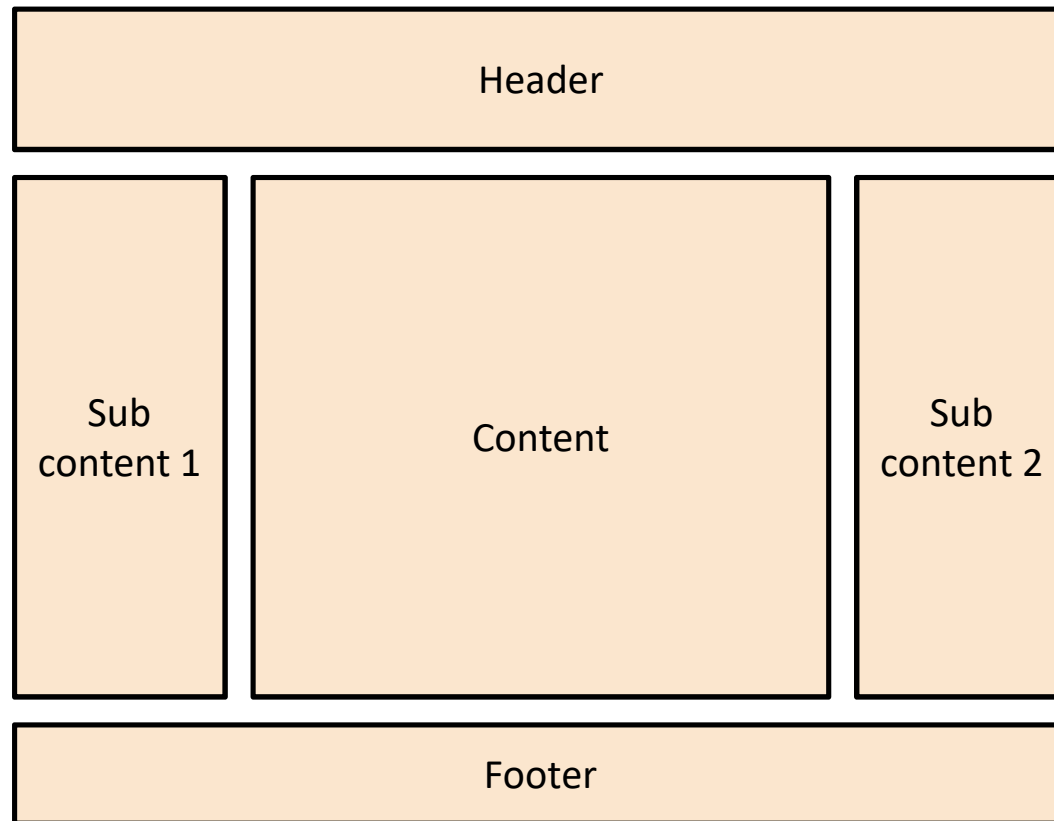 Header
Sub
content 1
Content
Sub
content 2
Footer